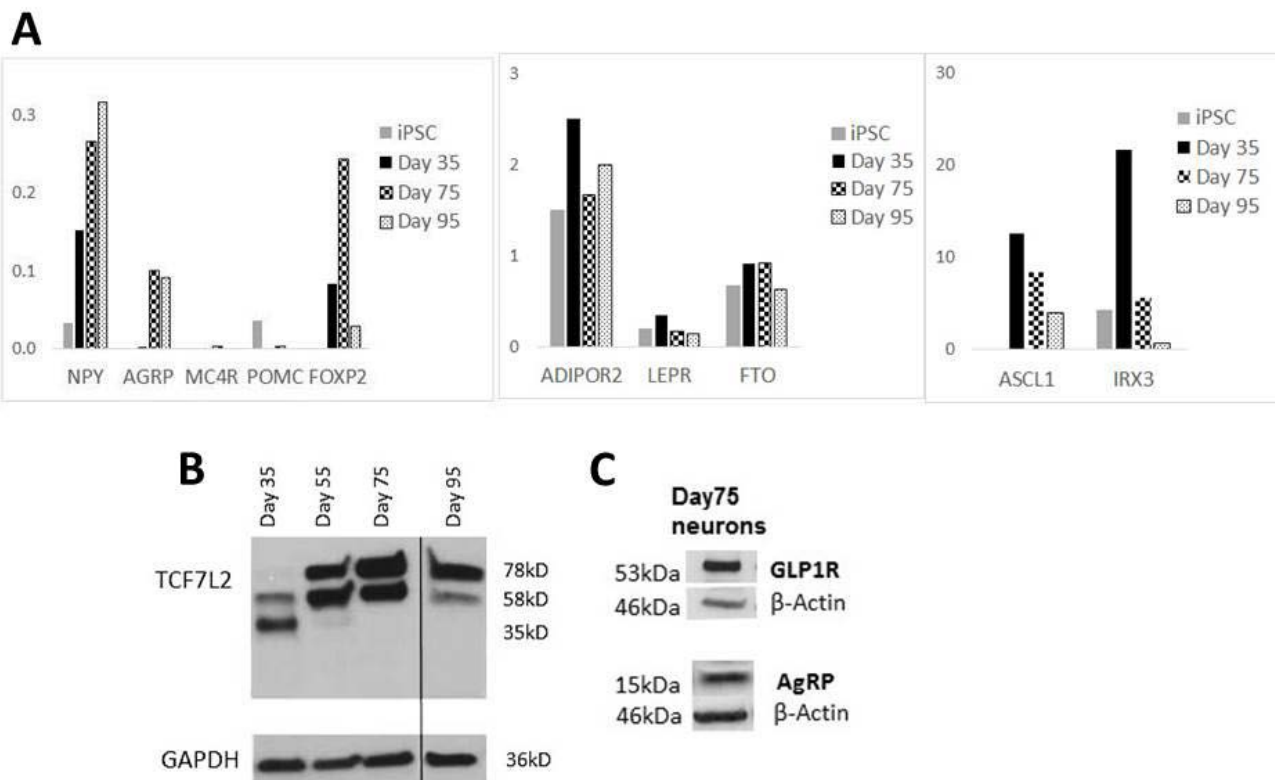 A
0.3
0.2
0.1
0.0
NPY AGRP MC4R POMC FOXP2
iPSC
Day 35
Day 75
Day 95
3
2
1
0
ADIPOR2 LEPR FTO
iPSC
Day 35
Day 75
Day 95
30
20
10
0
ASCL1 IRX3
iPSC
Day 35
Day 75
Day 95
B
Day 35 Day 55 Day 75 Day 95
TCF7L2
78kD
58kD
35kD
GAPDH 36kD
C
Day75
neurons
53kDa GLP1R
46kDa β-Actin
15kDa AgRP
46kDa β-Actin